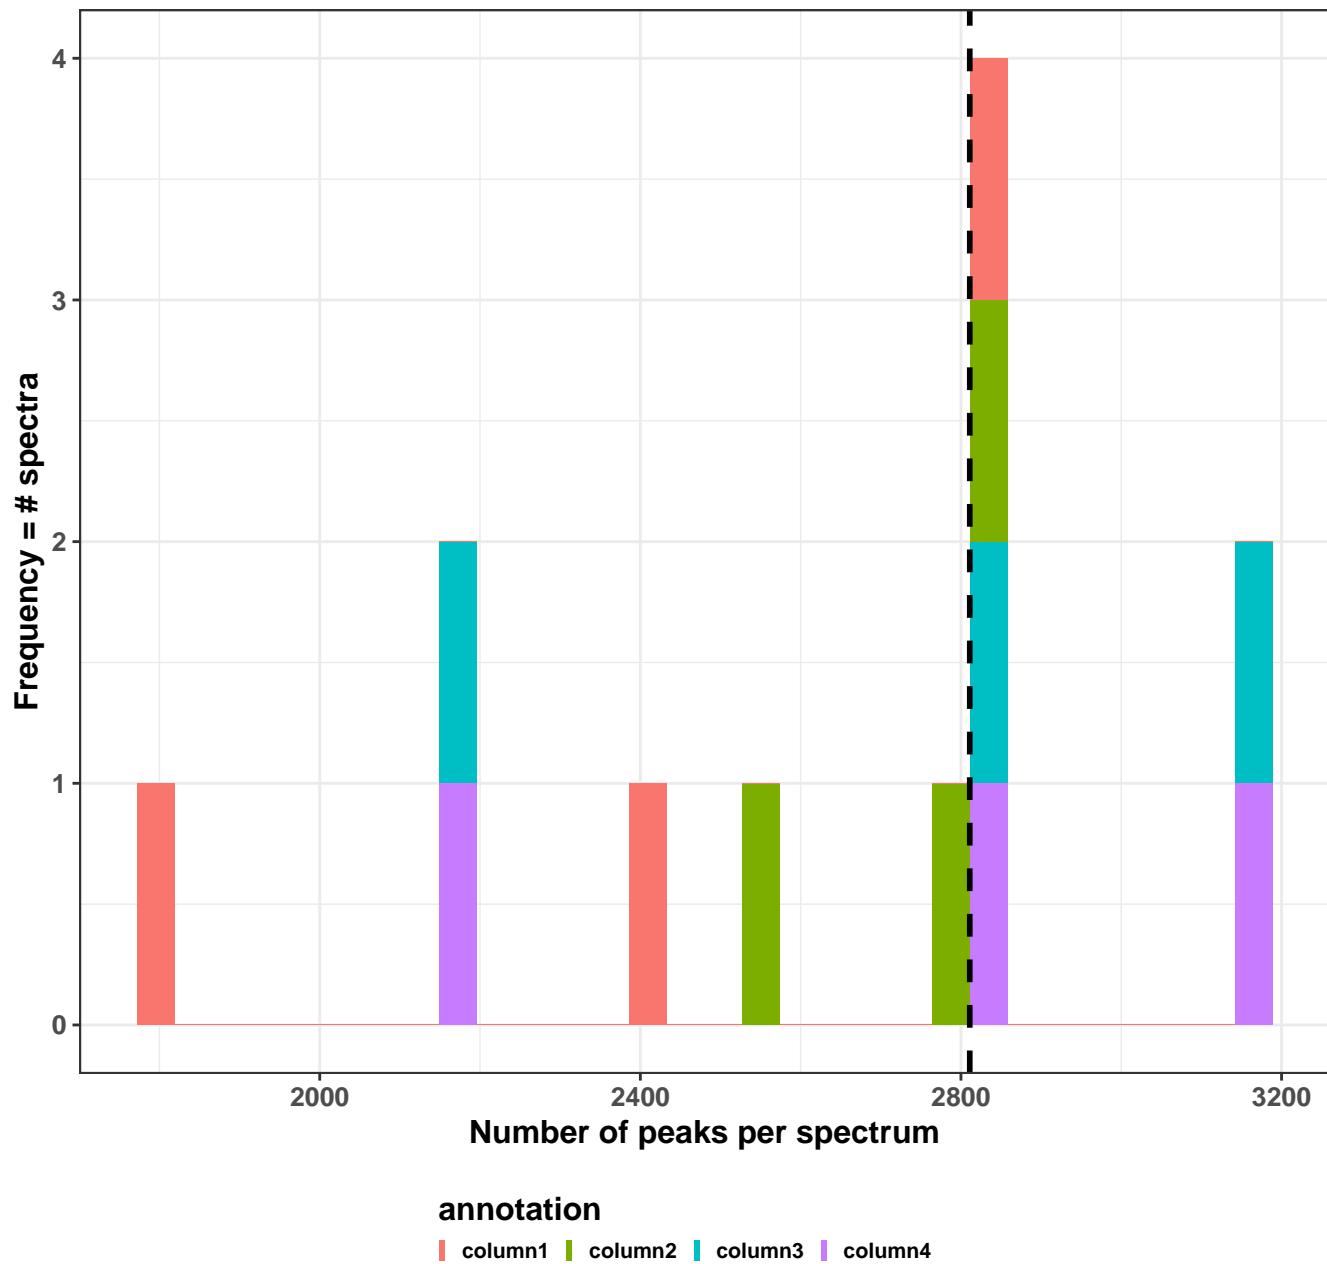 4
3
2
1
0
Frequency = # spectra
2000 2400 2800 3200
Number of peaks per spectrum
annotation
column1 column2 column3 column4